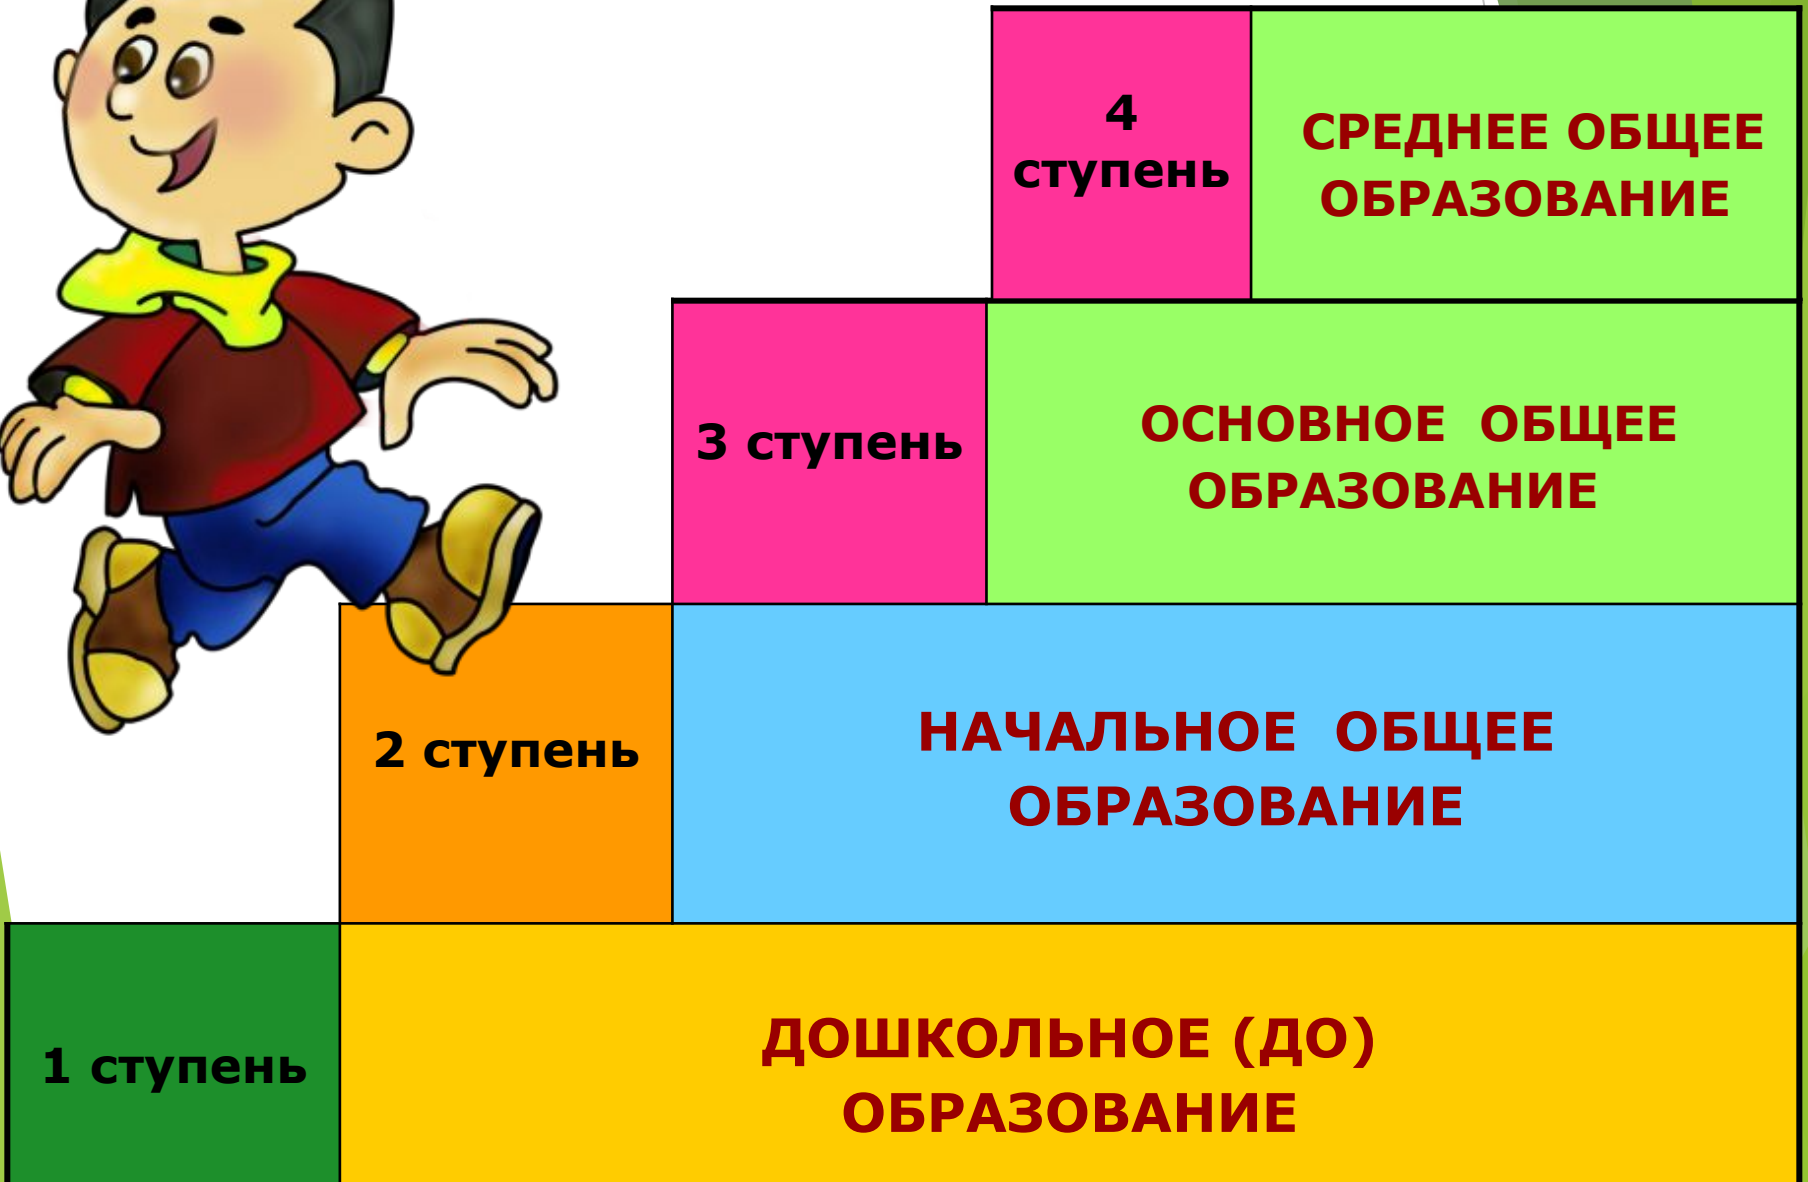 4
ступень
СРЕДНЕЕ ОБЩЕЕ
ОБРАЗОВАНИЕ
3 ступень
ОСНОВНОЕ ОБЩЕЕ
ОБРАЗОВАНИЕ
2 ступень
НАЧАЛЬНОЕ ОБЩЕЕ
ОБРАЗОВАНИЕ
1 ступень
ДОШКОЛЬНОЕ (ДО)
ОБРАЗОВАНИЕ